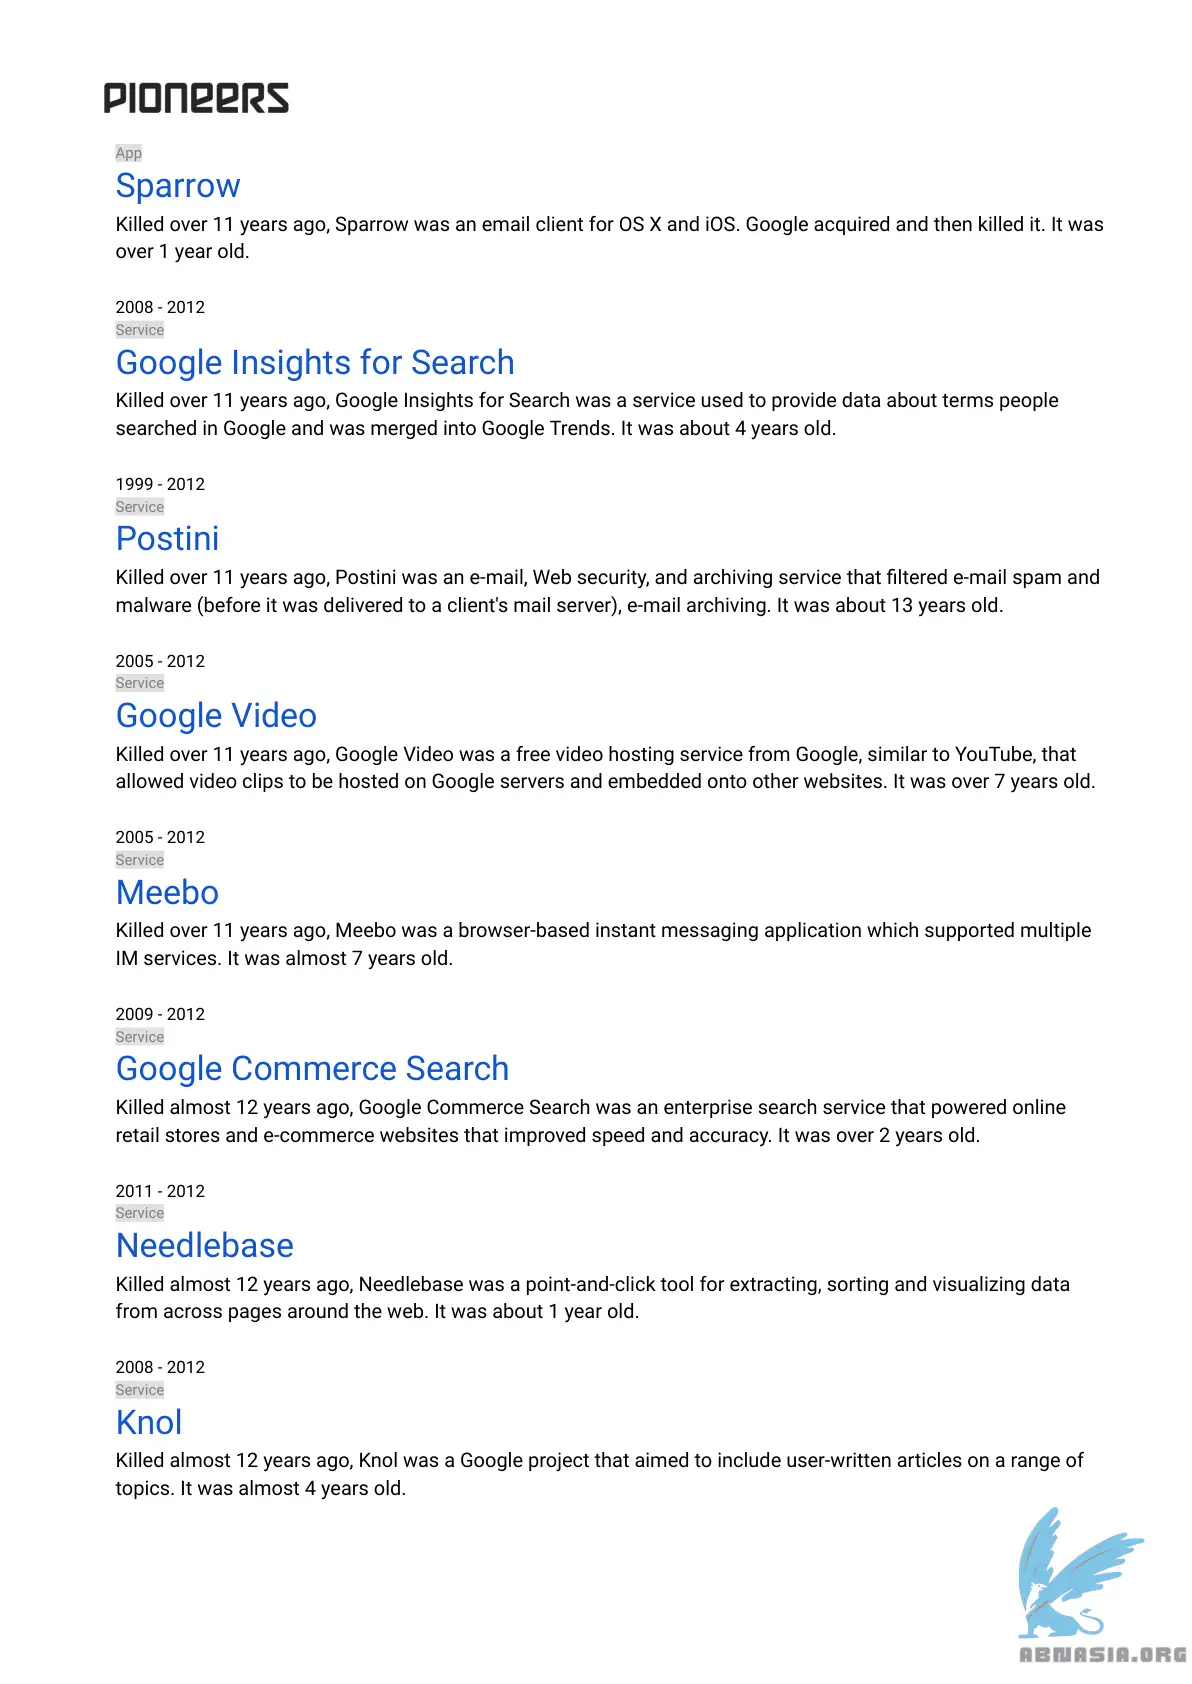 PIONEERS
App
Sparrow
Killed over 11 years ago, Sparrow was an email client for OS X and iOS. Google acquired and then killed it. It was
over 1 year old.
2008 - 2012
Service
Google Insights for Search
Killed over 11 years ago, Google Insights for Search was a service used to provide data about terms people
searched in Google and was merged into Google Trends. It was about 4 years old.
1999 - 2012
Service
Postini
Killed over 11 years ago, Postini was an e-mail, Web security, and archiving service that filtered e-mail spam and
malware (before it was delivered to a client's mail server), e-mail archiving. It was about 13 years old.
2005 - 2012
Service
Google Video
Killed over 11 years ago, Google Video was a free video hosting service from Google, similar to YouTube, that
allowed video clips to be hosted on Google servers and embedded onto other websites. It was over 7 years old.
2005 - 2012
Service
Meebo
Killed over 11 years ago, Meebo was a browser-based instant messaging application which supported multiple
IM services. It was almost 7 years old.
2009 - 2012
Service
Google Commerce Search
Killed almost 12 years ago, Google Commerce Search was an enterprise search service that powered online
retail stores and e-commerce websites that improved speed and accuracy. It was over 2 years old.
2011 - 2012
Service
Needlebase
Killed almost 12 years ago, Needlebase was a point-and-click tool for extracting, sorting and visualizing data
from across pages around the web. It was about 1 year old.
2008 - 2012
Service
Knol
Killed almost 12 years ago, Knol was a Google project that aimed to include user-written articles on a range of
topics. It was almost 4 years old.
ABNASIA.ORG